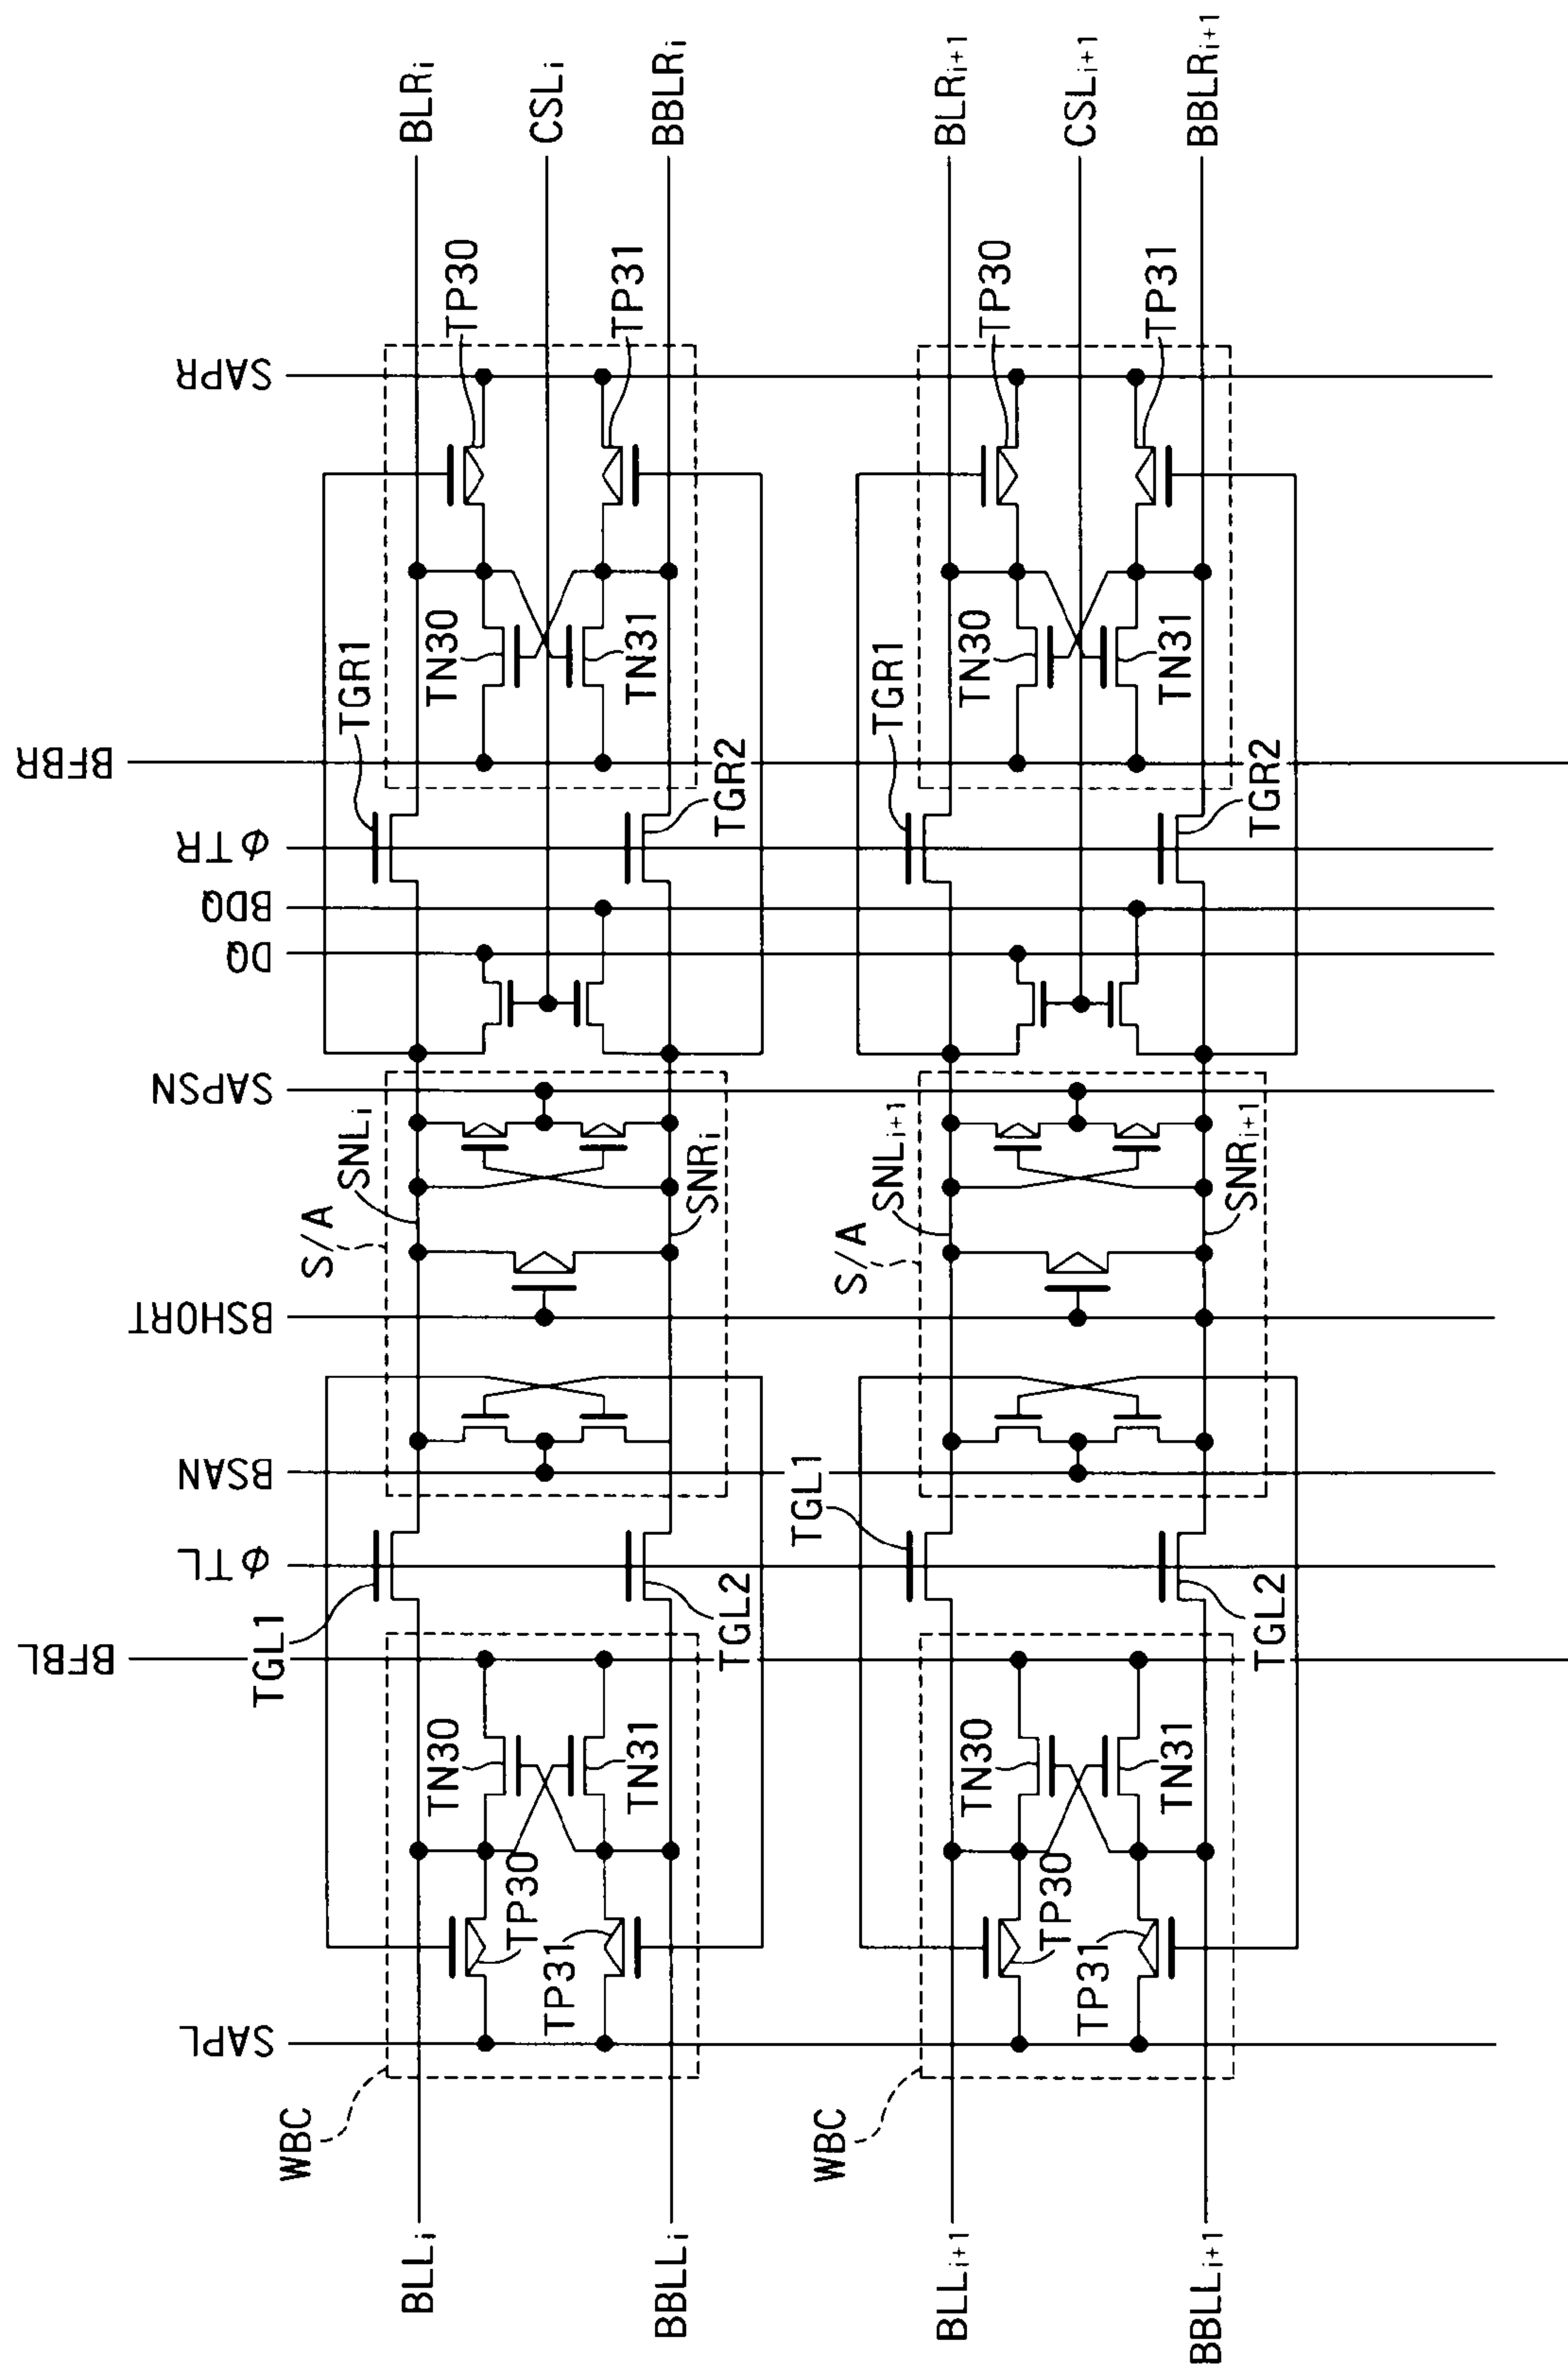 BLRi
CSLi
BBLRi
BLRi+1
CSLi+1
BBLRi+1
TP30
TP31
TP30
TP31
SAPR
TN30
TN31
TN30
TN31
TGR1
TGR1
BFBR
TGR2
TGR2
φTR
BDQ
DQ
SAPSN
SNLi
SNRi
SNLi+1
SNRi+1
S/A
S/A
BSHORT
BSAN
TGL1
φTL
TGL1
TGL2
TGL2
BFBL
TN30
TN31
TN30
TN31
TP30
TP31
TP30
TP31
SAPL
WBC
WBC
BLLi
BBLLi
BLLi+1
BBLLi+1